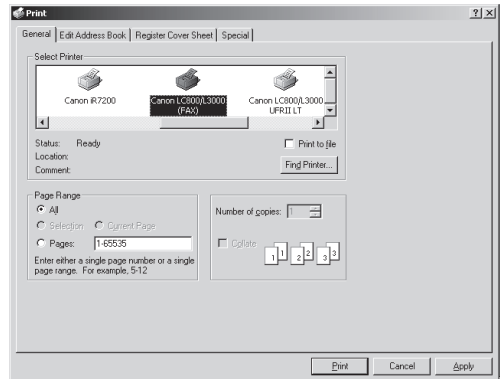 Print
General Edit Address Book Register Cover Sheet Special
Select Printer
Canon iR7200
Canon LC800/L3000 (FAX)
Canon LC800/L3000 UFRII LT
Status: Ready
Print to file
Location:
Find Printer...
Comment:
Page Range
All
Selection Current Page
Pages: 1-65535
Enter either a single page number or a single
page range. For example, 5-12
Number of copies: 1
Collate
1 1 2 2 3 3
Print Cancel Apply